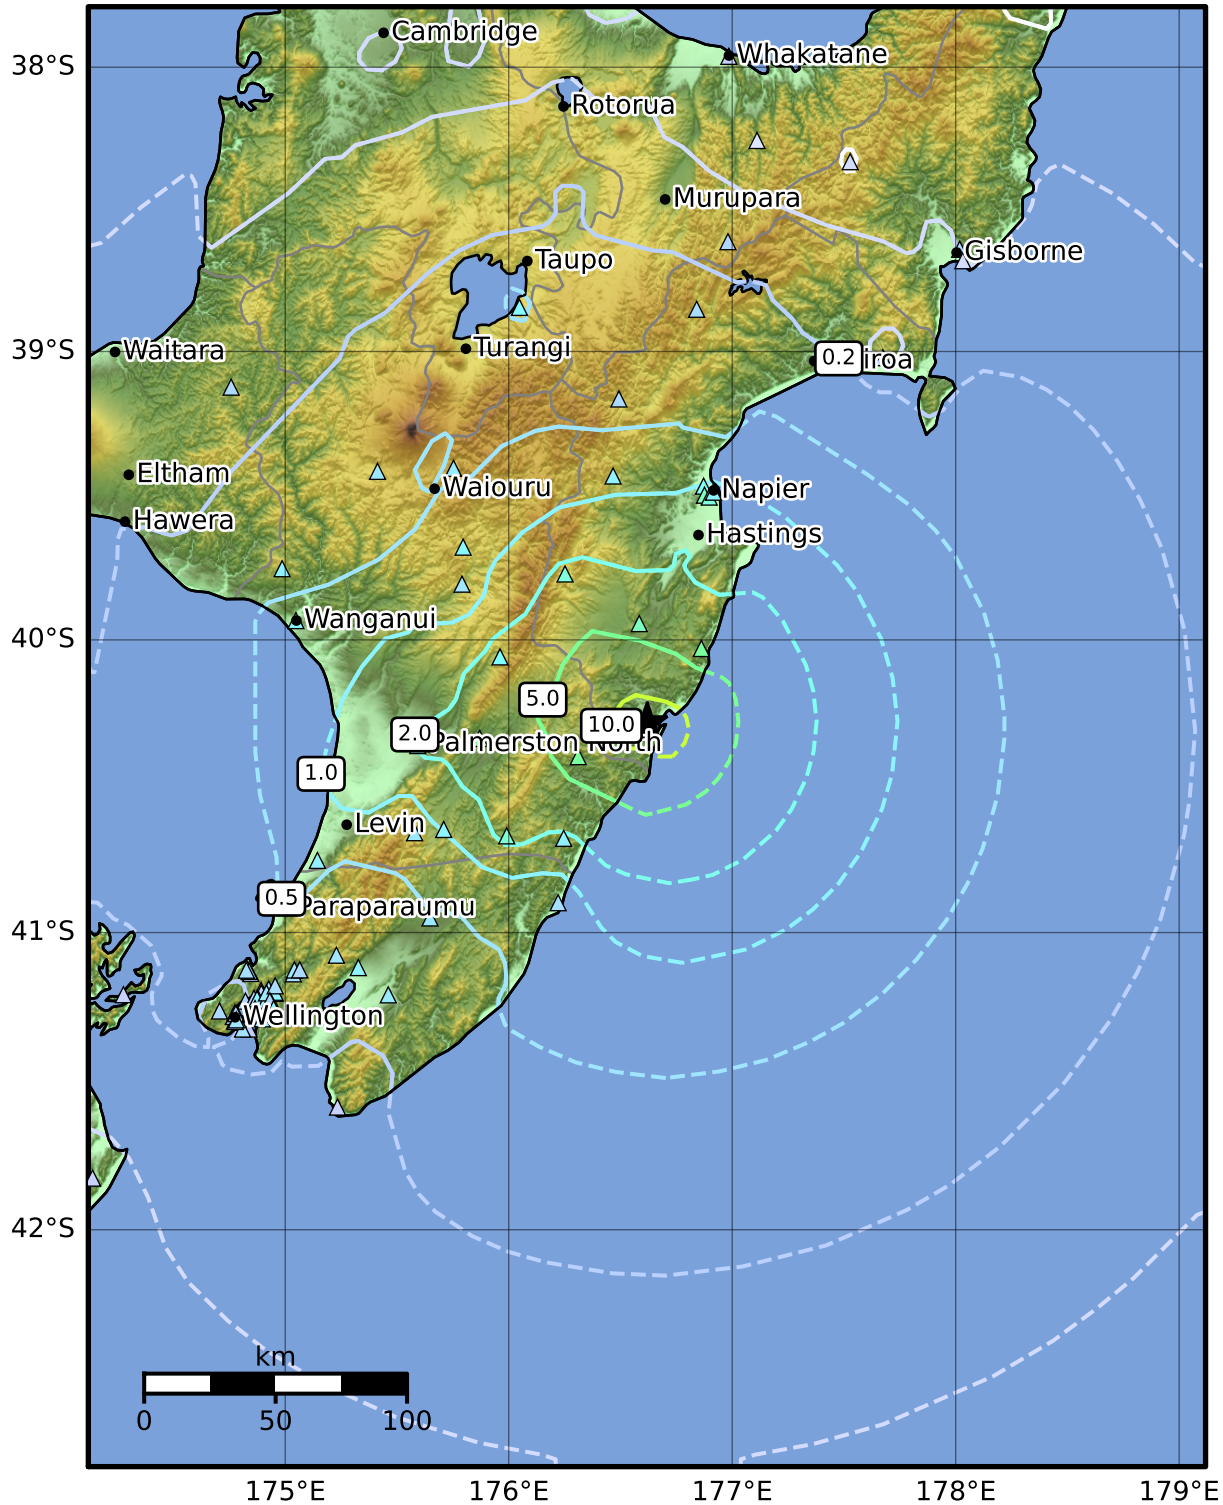 Cambridge
Whakatane
38°S
Rotorua
Murupara
Gisborne
Taupo
Turangi
39°S
Waitara
0.2
iroa
Eltham
Waiouru
Napier
Hawera
Hastings
Wanganui
40°S
5.0
10.0
2.0
Palmerston North
1.0
Levin
0.5
Paraparaumu
41°S
Wellington
42°S
km
0 50 100
175°E 176°E 177°E 178°E 179°E